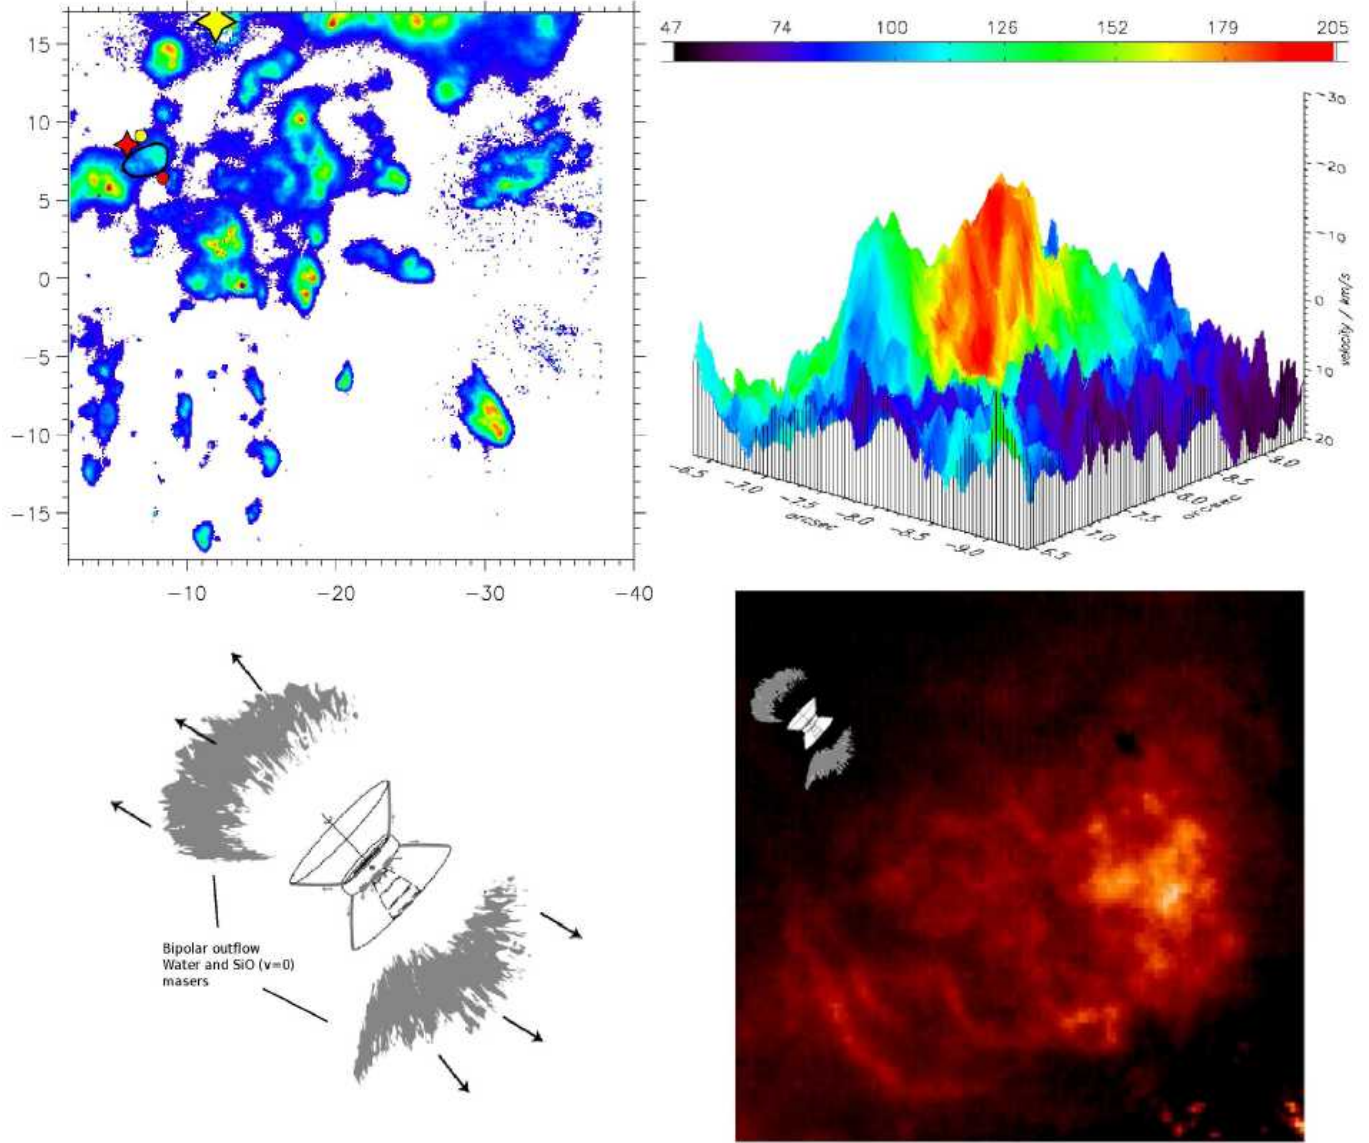 15
10
5
0
−5
−10
−15
−10 −20 −30 −40
47 74 100 126 152 179 205
-30
-20
-10
0
10
20
velocity / km/s
-6.5 -7.0 -7.5 -8.0 -8.5 -9.0
arcsec
6.5 7.0 7.5 8.0 8.5 9.0
arcsec
Bipolar outflow
Water and SiO (v=0)
masers